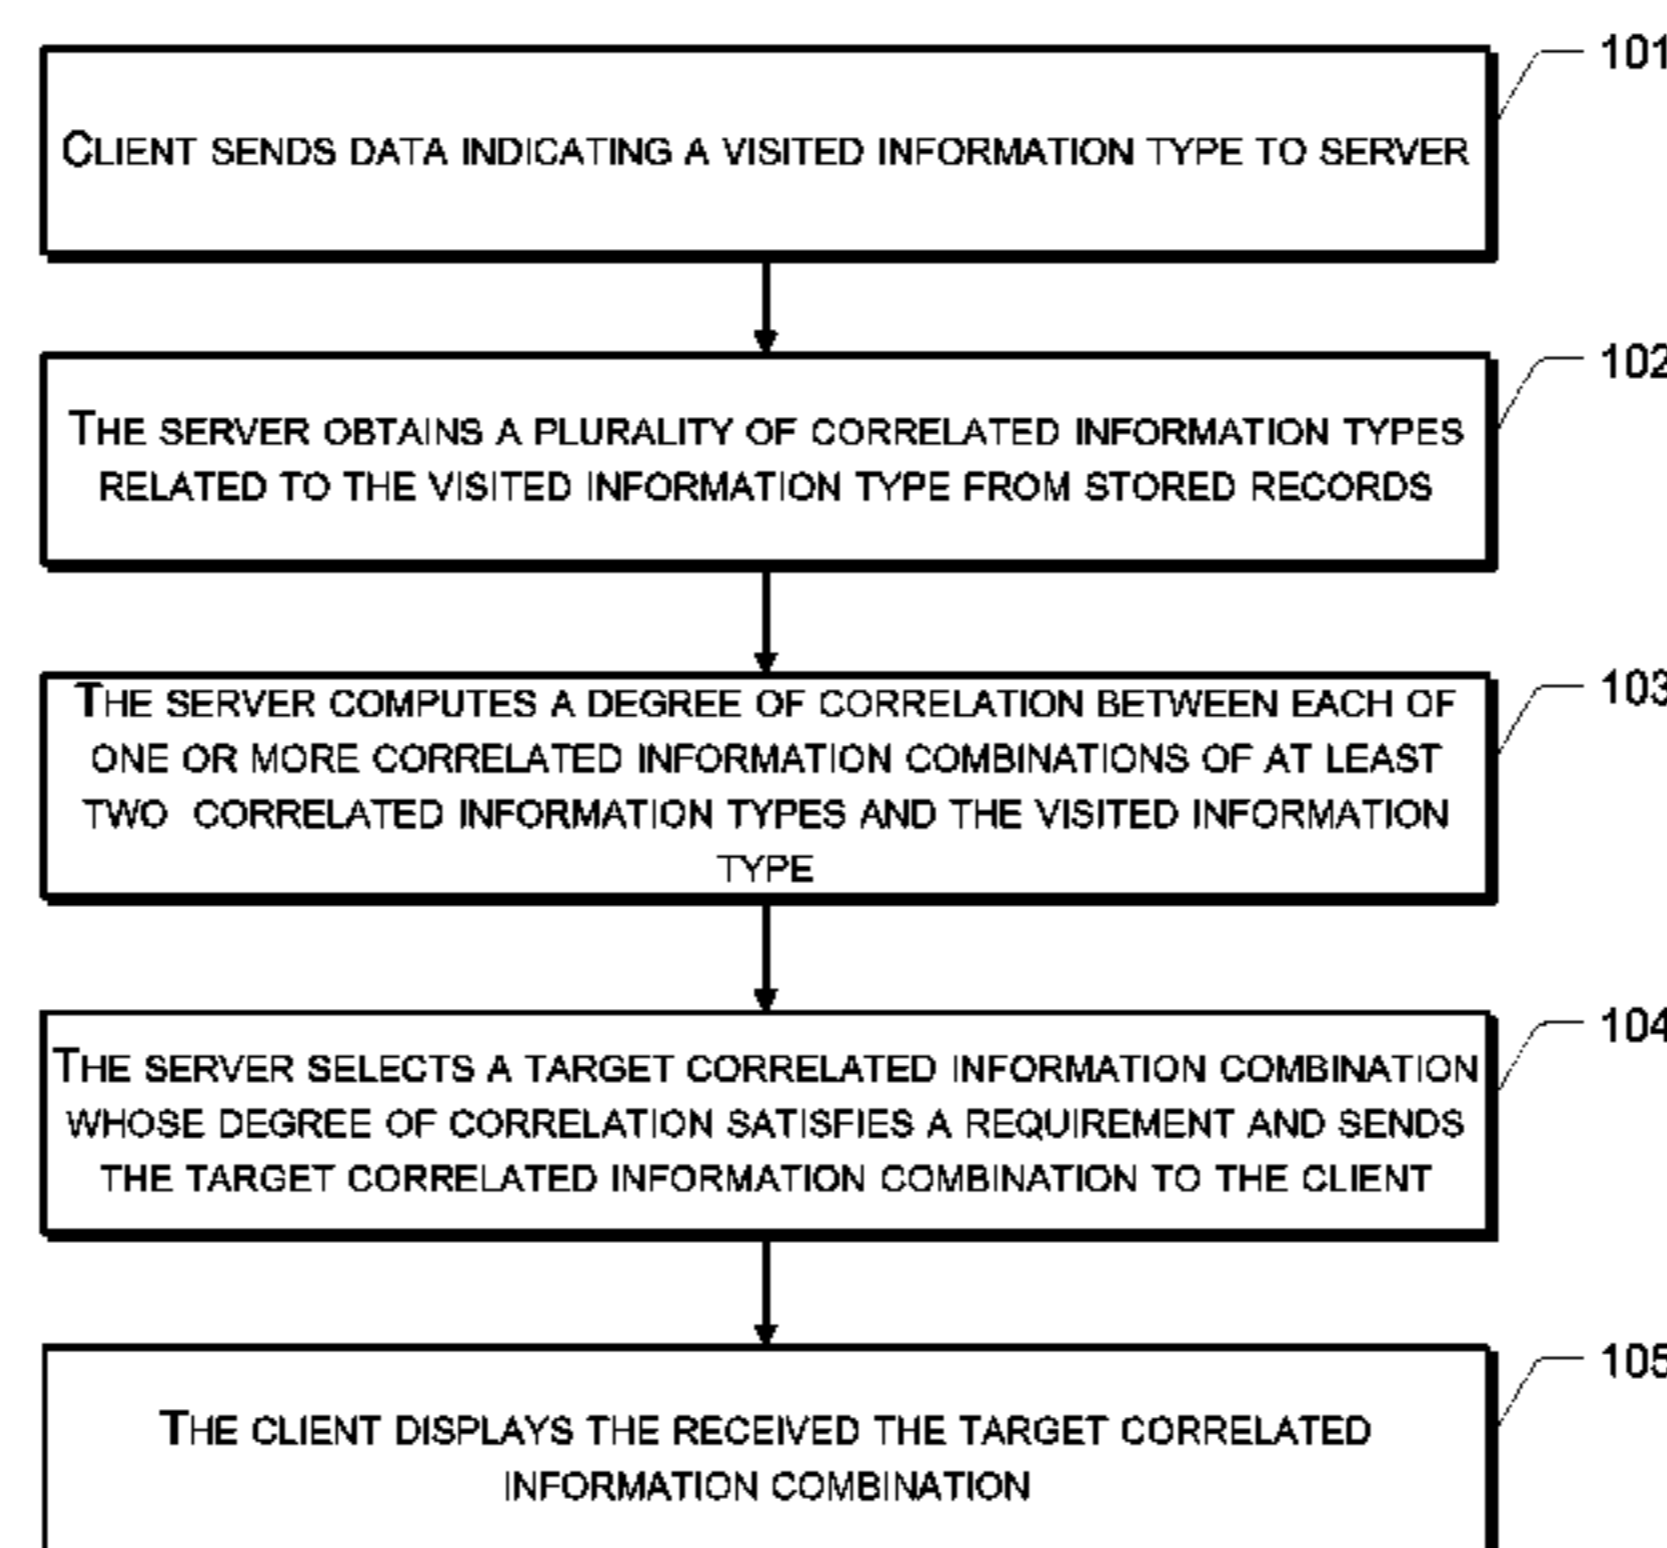 101
CLIENT SENDS DATA INDICATING A VISITED INFORMATION TYPE TO SERVER
102
THE SERVER OBTAINS A PLURALITY OF CORRELATED INFORMATION TYPES
RELATED TO THE VISITED INFORMATION TYPE FROM STORED RECORDS
103
THE SERVER COMPUTES A DEGREE OF CORRELATION BETWEEN EACH OF
ONE OR MORE CORRELATED INFORMATION COMBINATIONS OF AT LEAST
TWO CORRELATED INFORMATION TYPES AND THE VISITED INFORMATION
TYPE
104
THE SERVER SELECTS A TARGET CORRELATED INFORMATION COMBINATION
WHOSE DEGREE OF CORRELATION SATISFIES A REQUIREMENT AND SENDS
THE TARGET CORRELATED INFORMATION COMBINATION TO THE CLIENT
105
THE CLIENT DISPLAYS THE RECEIVED THE TARGET CORRELATED
INFORMATION COMBINATION